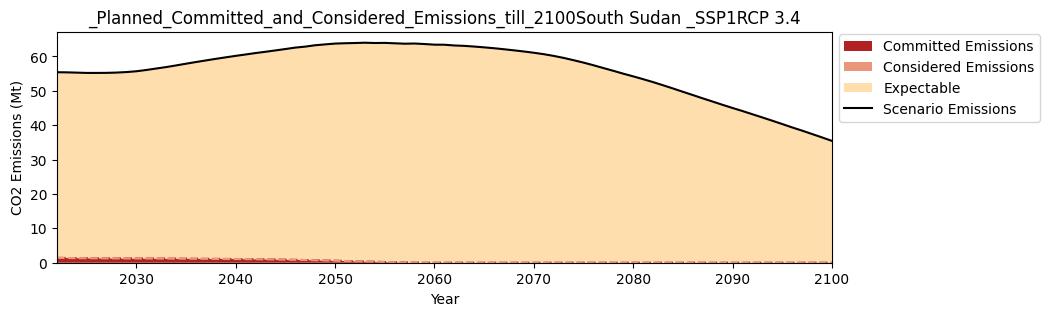 _Planned_Committed_and_Considered_Emissions_till_2100South Sudan _SSP1RCP 3.4
Committed Emissions
Considered Emissions
Expectable
Scenario Emissions
CO2 Emissions (Mt)
60
50
40
30
20
10
0
2030 2040 2050 2060 2070 2080 2090 2100
Year